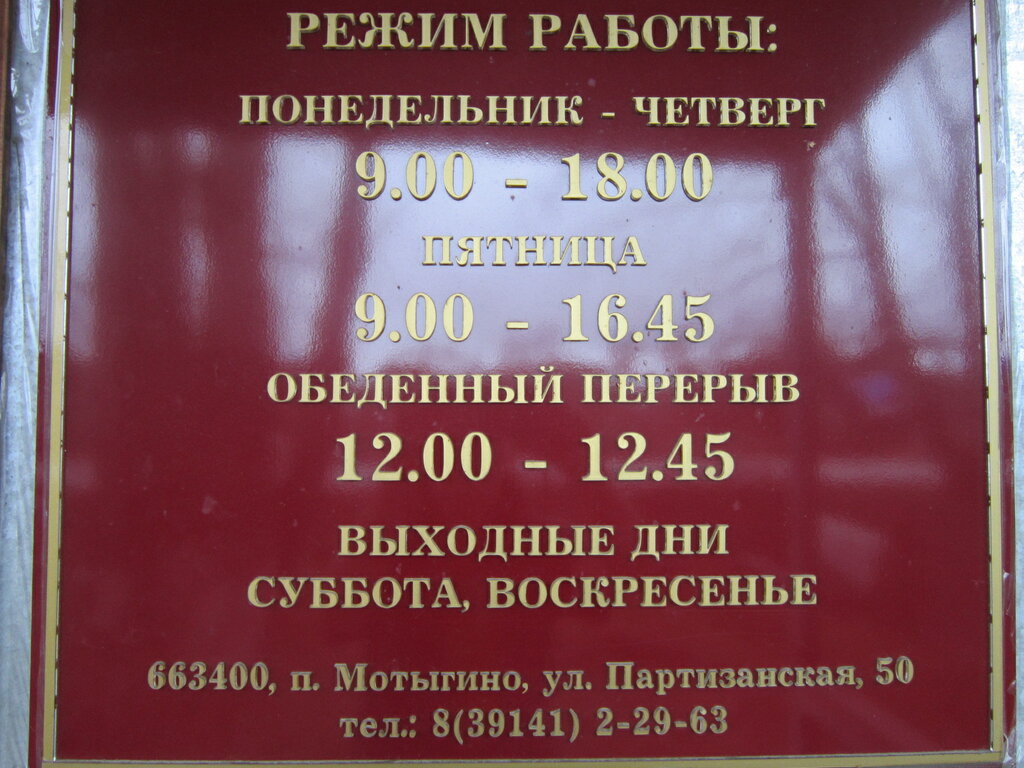 РЕЖИМ РАБОТЫ:
ПОНЕДЕЛЬНИК - ЧЕТВЕРГ
9.00 - 18.00
ПЯТНИЦА
9.00 - 16.45
ОБЕДЕННЫЙ ПЕРЕРЫВ
12.00 - 12.45
ВЫХОДНЫЕ ДНИ
СУББОТА, ВОСКРЕСЕНЬЕ
663400, п. Мотыгино, ул. Партизанская, 50
тел.: 8(39141) 2-29-63